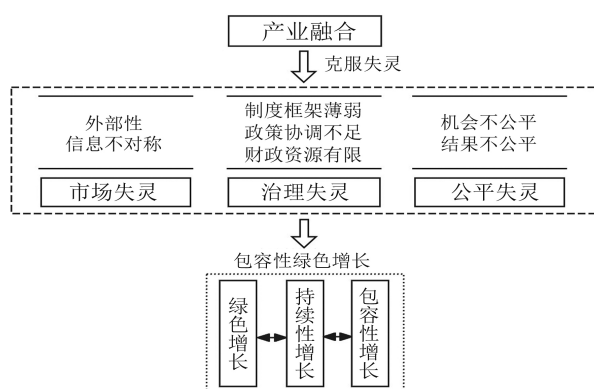 产业融合
克服失灵
外部性
信息不对称
制度框架薄弱
政策协调不足
财政资源有限
机会不公平
结果不公平
市场失灵
治理失灵
公平失灵
包容性绿色增长
绿色增长
持续性增长
包容性增长